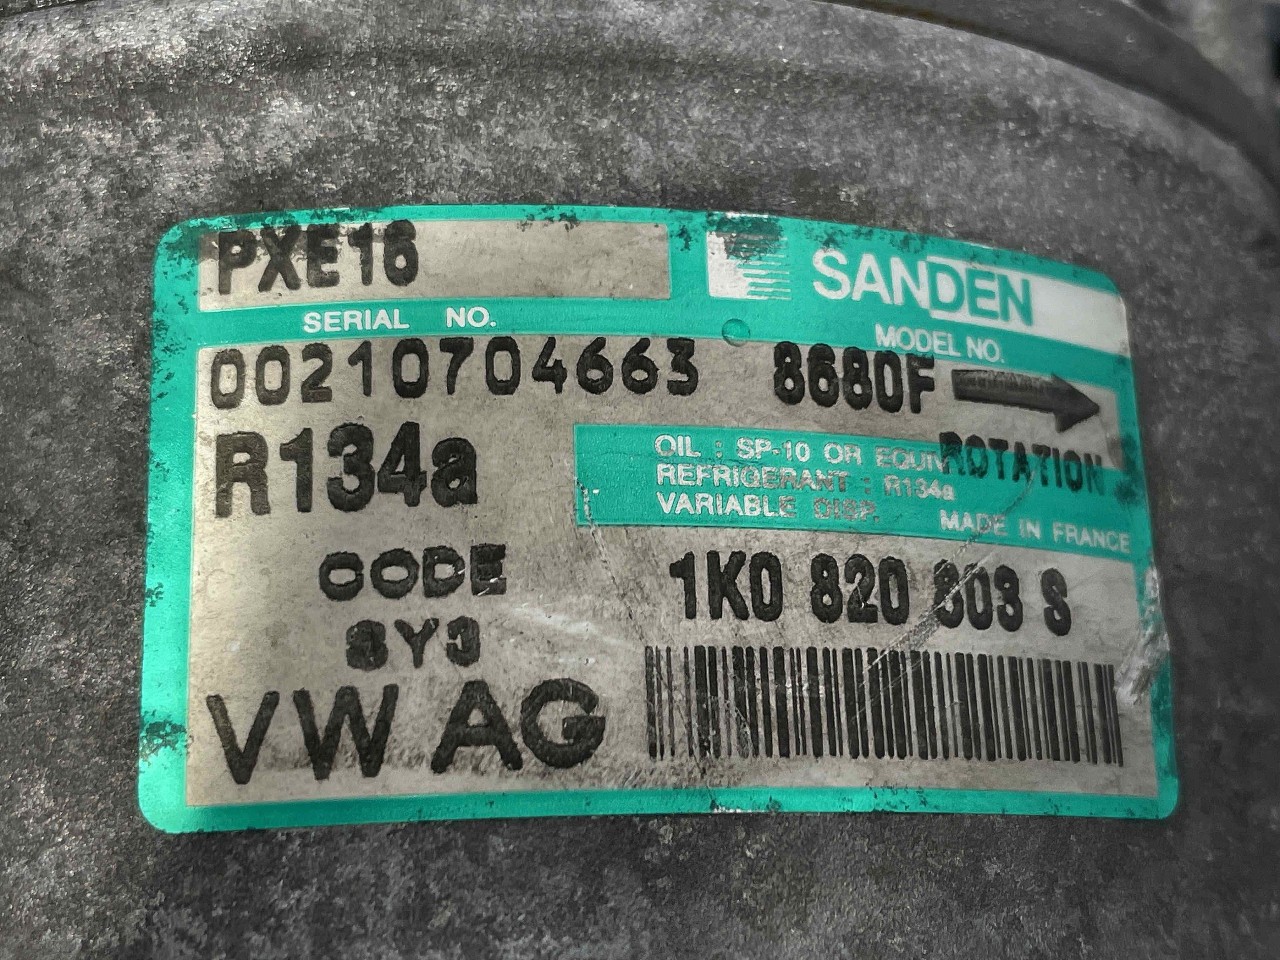 PXE16
SANDEN
SERIAL NO.
MODEL NO.
00210704663 8680F
R134a
ROTATION
OIL : SP-10 OR EQUIV
REFRIGERANT : R134a
VARIABLE DISP.
MADE IN FRANCE
CODE
SY3
1K0 820 803 S
VW AG